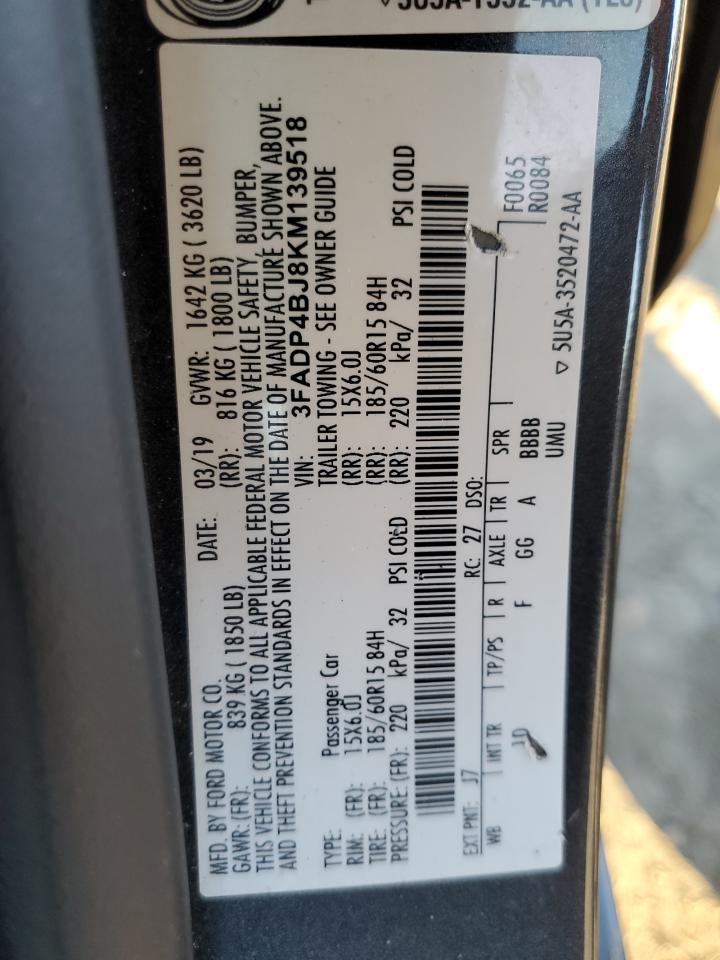 5U5A-1532-AA (1L6)
MFD. BY FORD MOTOR CO. DATE: 03/19 GVWR: 1642 KG ( 3620 LB)
GAWR: (FR): 839 KG ( 1850 LB) (RR): 816 KG ( 1800 LB)
THIS VEHICLE CONFORMS TO ALL APPLICABLE FEDERAL MOTOR VEHICLE SAFETY, BUMPER,
AND THEFT PREVENTION STANDARDS IN EFFECT ON THE DATE OF MANUFACTURE SHOWN ABOVE.
VIN: 3FADP4BJ8KM139518
TYPE: Passenger Car TRAILER TOWING - SEE OWNER GUIDE
RIM: (FR): 15X6.0J (RR): 15X6.0J
TIRE: (FR): 185/60R15 84H (RR): 185/60R15 84H
PRESSURE: (FR): 220 kPa/ 32 PSI COLD (RR): 220 kPa/ 32 PSI COLD
EXT PNT: J7 RC: 27 DSO:
WB INT TR TP/PS R AXLE TR SPR F0065
F GG A BBBB R0084
UMU
▽ 5U5A-3520472-AA